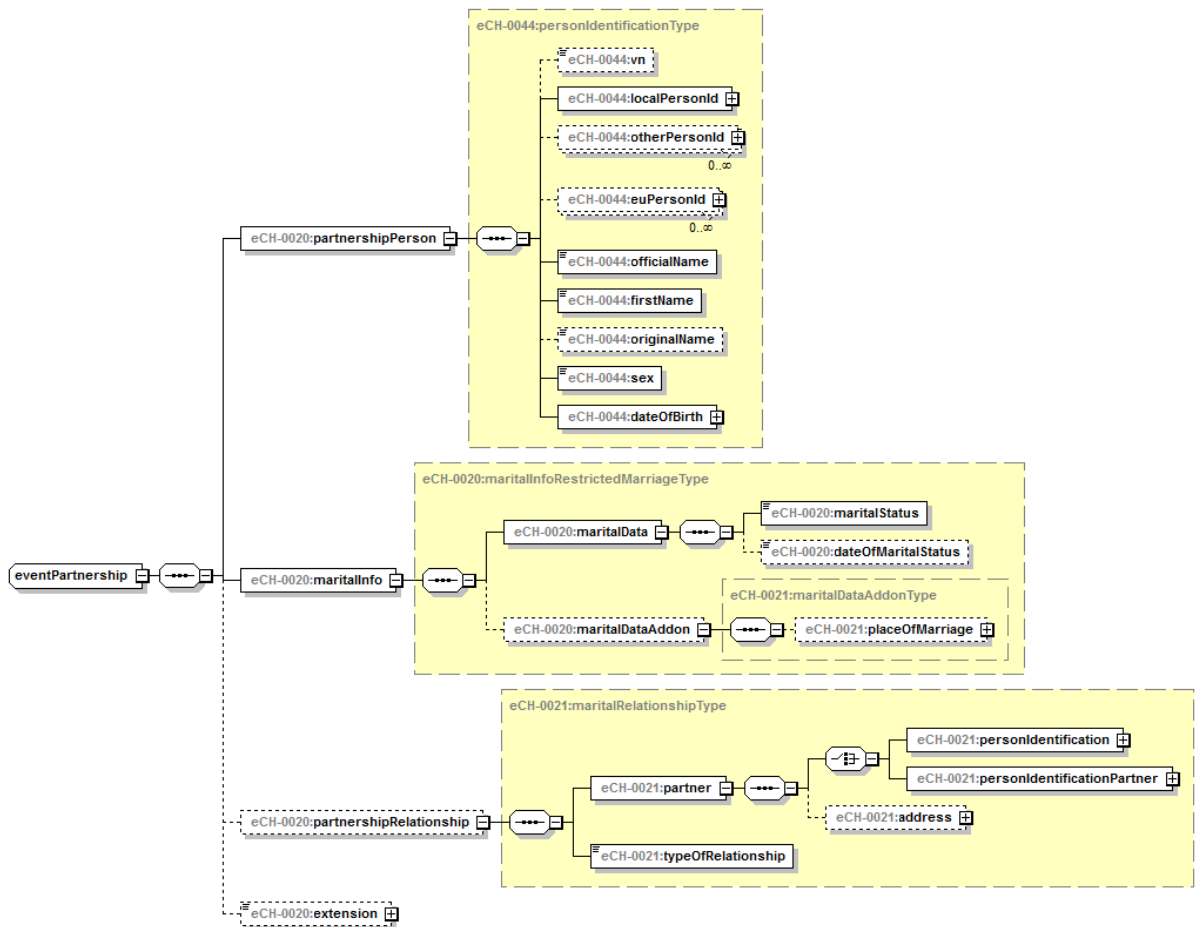 eCH-0044:personIdentificationType
eCH-0044:vn
eCH-0044:localPersonId
eCH-0044:otherPersonId
0..∞
eCH-0044:euPersonId
0..∞
eCH-0020:partnershipPerson
eCH-0044:officialName
eCH-0044:firstName
eCH-0044:originalName
eCH-0044:sex
eCH-0044:dateOfBirth
eCH-0020:maritalInfoRestrictedMarriageType
eCH-0020:maritalStatus
eCH-0020:maritalData
eCH-0020:dateOfMaritalStatus
eventPartnership
eCH-0020:maritalInfo
eCH-0021:maritalDataAddonType
eCH-0020:maritalDataAddon
eCH-0021:placeOfMarriage
eCH-0021:maritalRelationshipType
eCH-0021:personIdentification
eCH-0021:personIdentificationPartner
eCH-0021:partner
eCH-0021:address
eCH-0020:partnershipRelationship
eCH-0021:typeOfRelationship
eCH-0020:extension